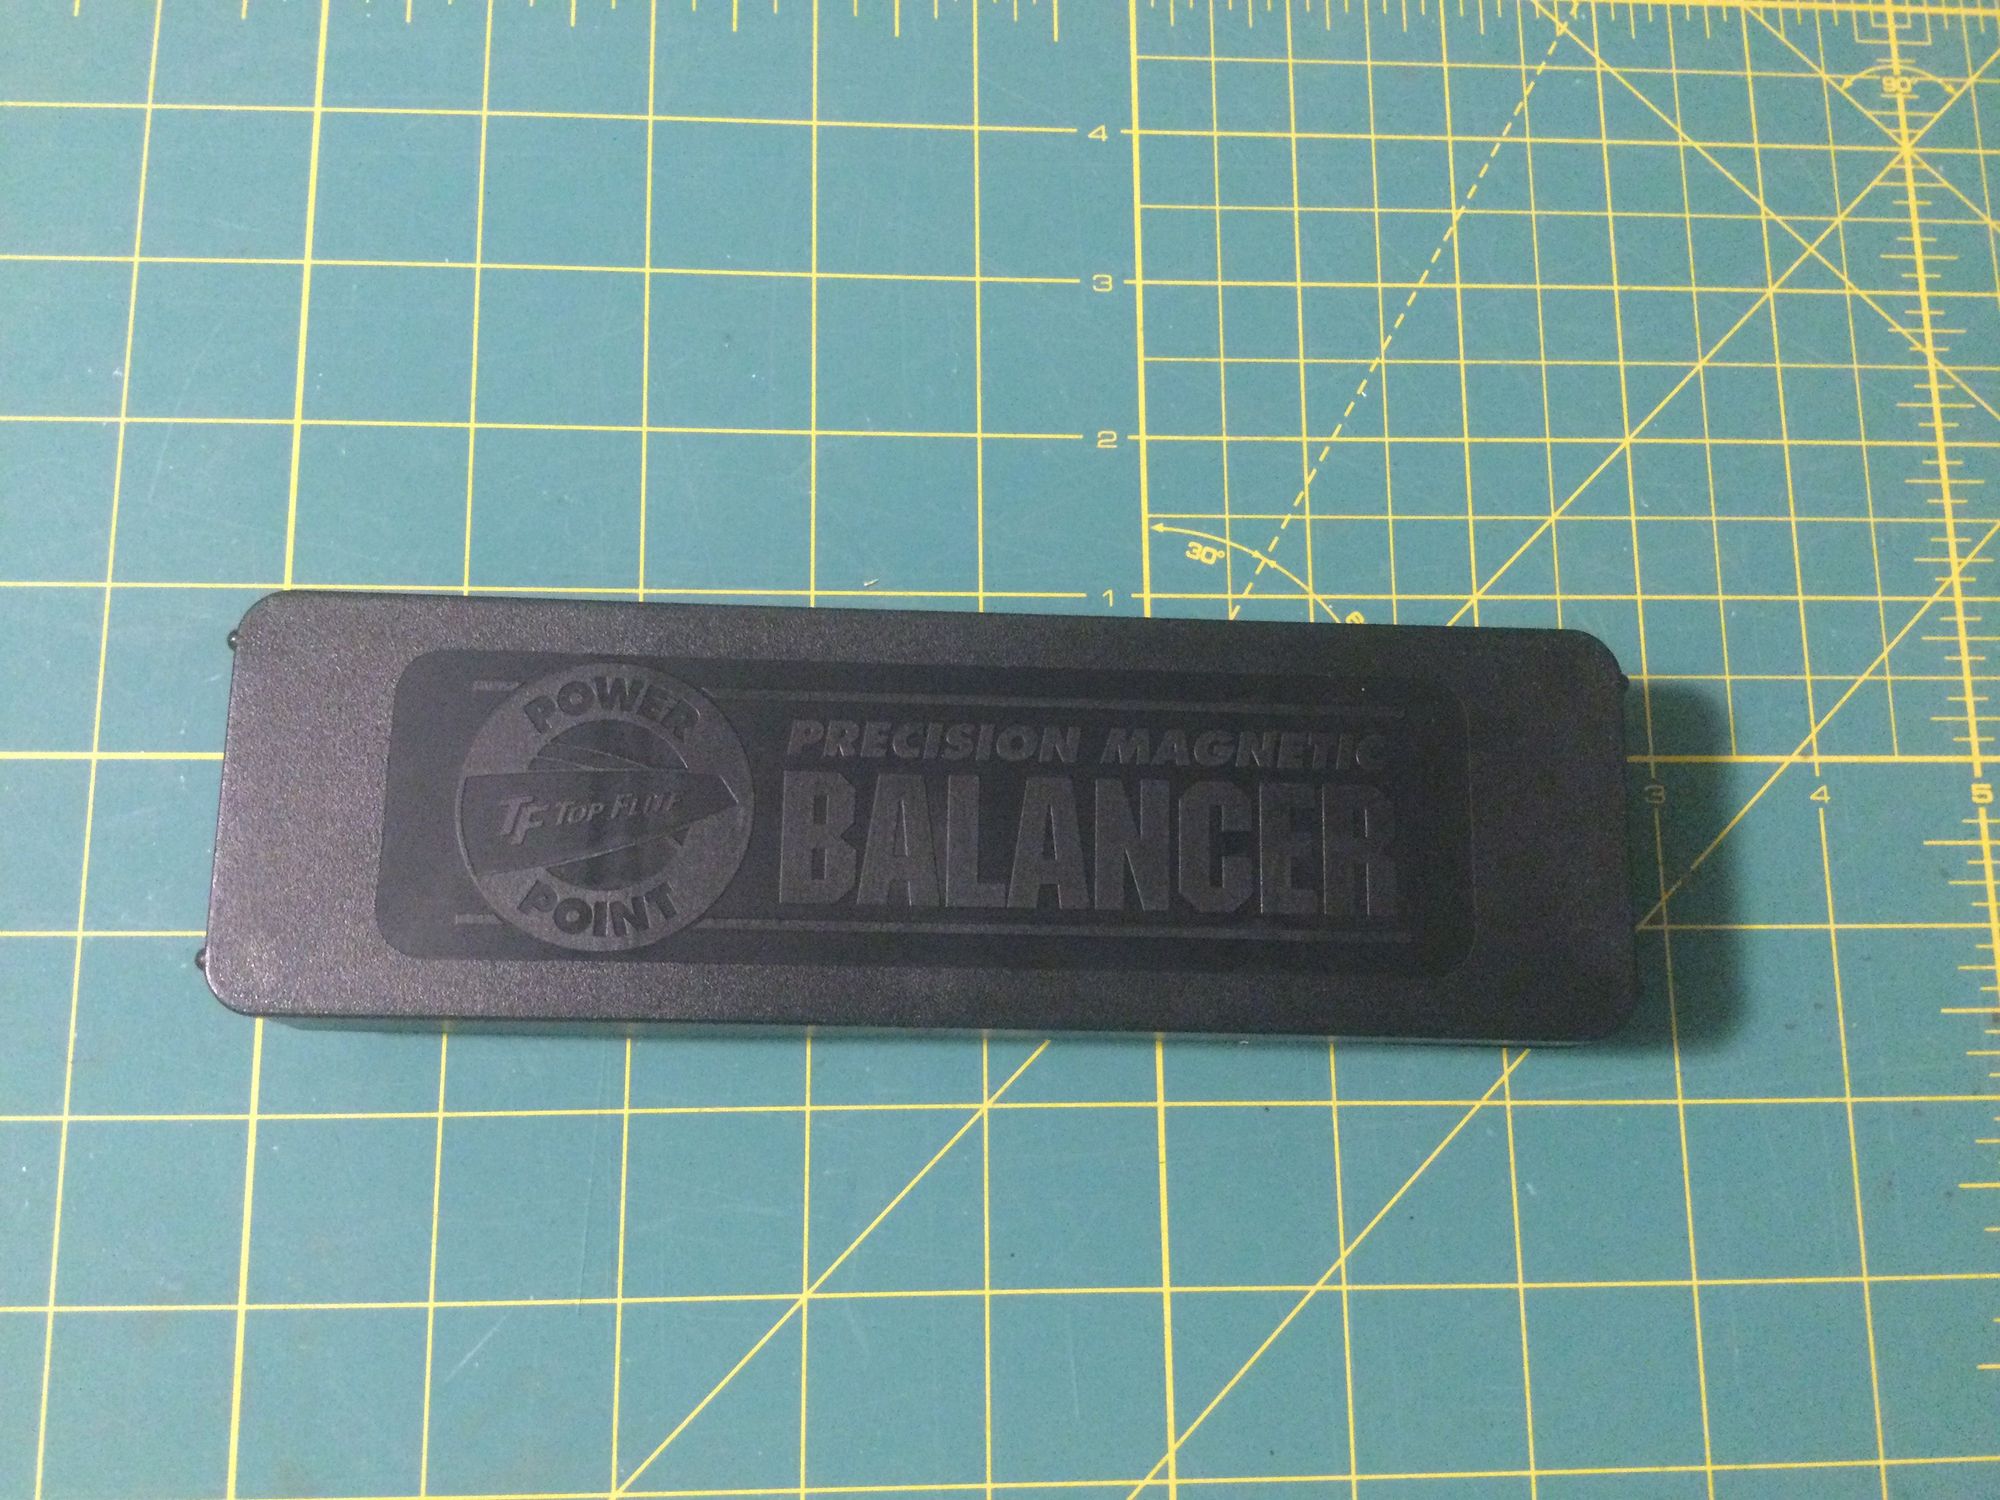 90°
4
3
2
30°
1
POWER
POINT
TF TOP FLITE
PRECISION MAGNETIC
BALANCER
3
4
5